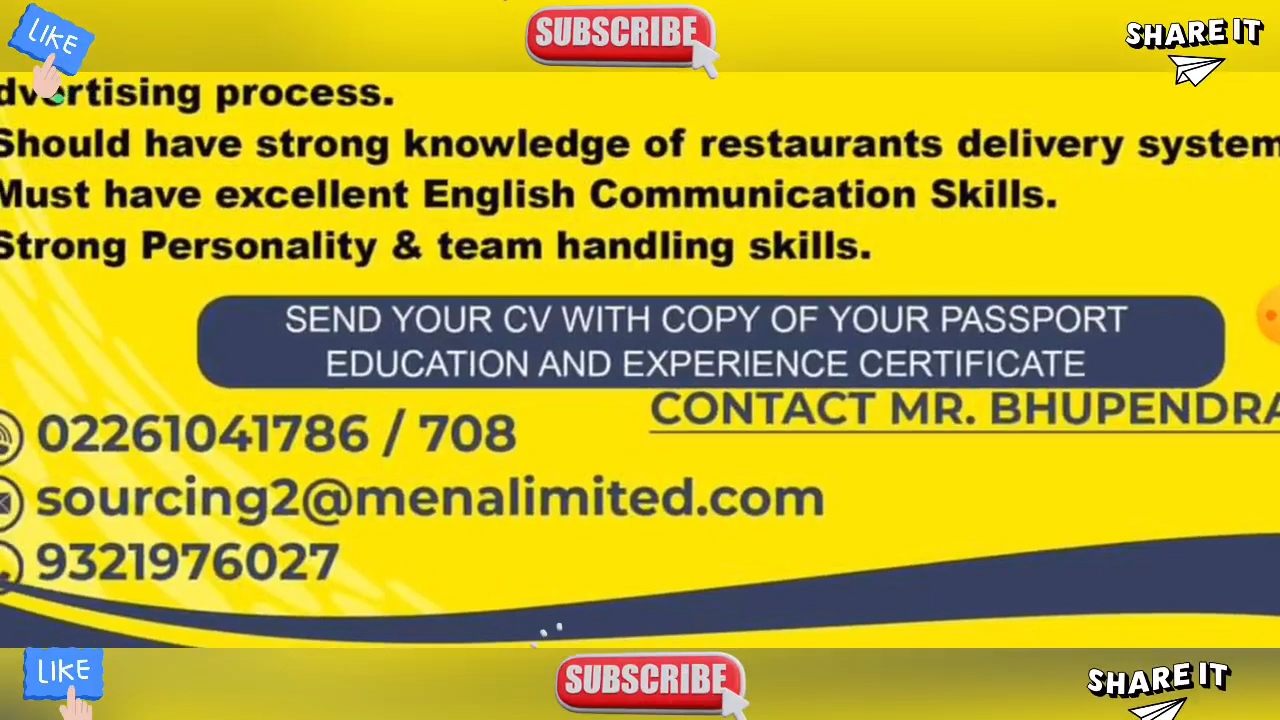 LIKE
SUBSCRIBE
SHARE IT
dvertising process.
Should have strong knowledge of restaurants delivery system
Must have excellent English Communication Skills.
Strong Personality & team handling skills.
SEND YOUR CV WITH COPY OF YOUR PASSPORT
EDUCATION AND EXPERIENCE CERTIFICATE
CONTACT MR. BHUPENDRA
02261041786 / 708
sourcing2@menalimited.com
9321976027
LIKE
SUBSCRIBE
SHARE IT